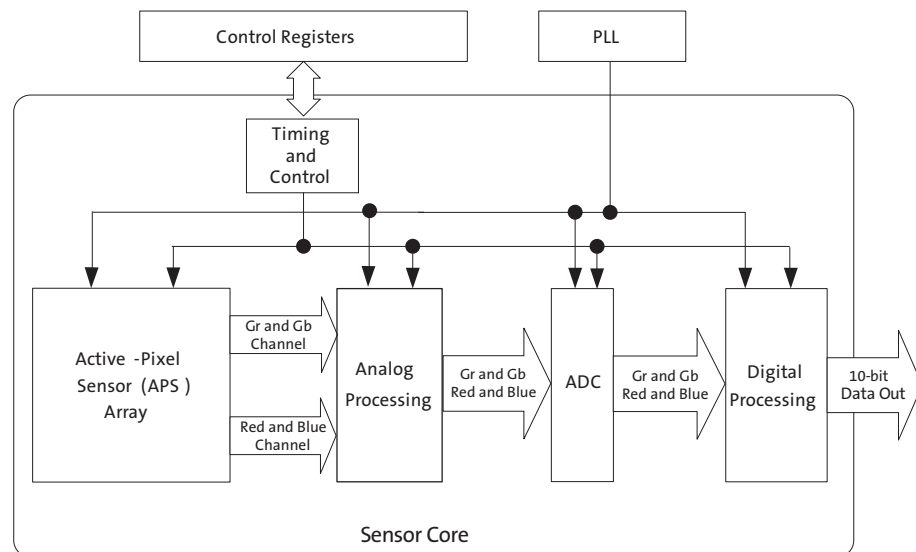 Control Registers
PLL
Timing
and
Control
Active -Pixel
Sensor (APS )
Array
Gr and Gb
Channel
Red and Blue
Channel
Analog
Processing
Gr and Gb
Red and Blue
ADC
Gr and Gb
Red and Blue
Digital
Processing
10-bit
Data Out
Sensor Core